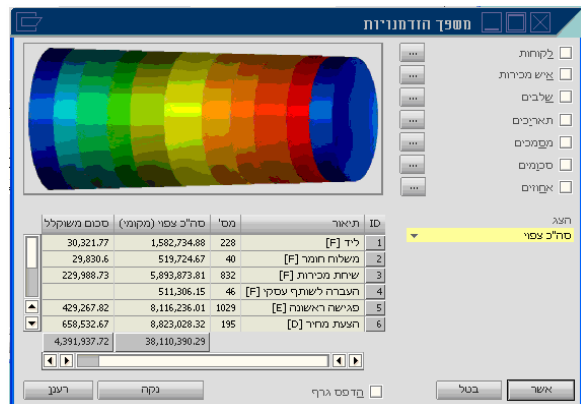 משפך הודמנויות
לקוחות
איש מכירות
שלבים
תאריכים
מסמכים
סכומים
אחוזים
הצג
סה"כ צפוי
ID תיאור מס' סה"כ צפוי (מקומי) סכום משוקלל
1 ליד [F] 228 1,582,734.88 30,321.77
2 משלוח חומר [F] 40 519,724.67 29,830.6
3 שיחת מכירות [F] 832 5,893,873.81 229,988.73
4 העברה לשותף עסקי [F] 46 511,306.15
5 פגישה ראשונה [E] 1029 8,116,236.01 429,267.82
6 הצעת מחיר [D] 195 8,823,028.32 658,532.67
38,110,390.29 4,391,937.72
הדפס גרף
אשר בטל נקה רענן